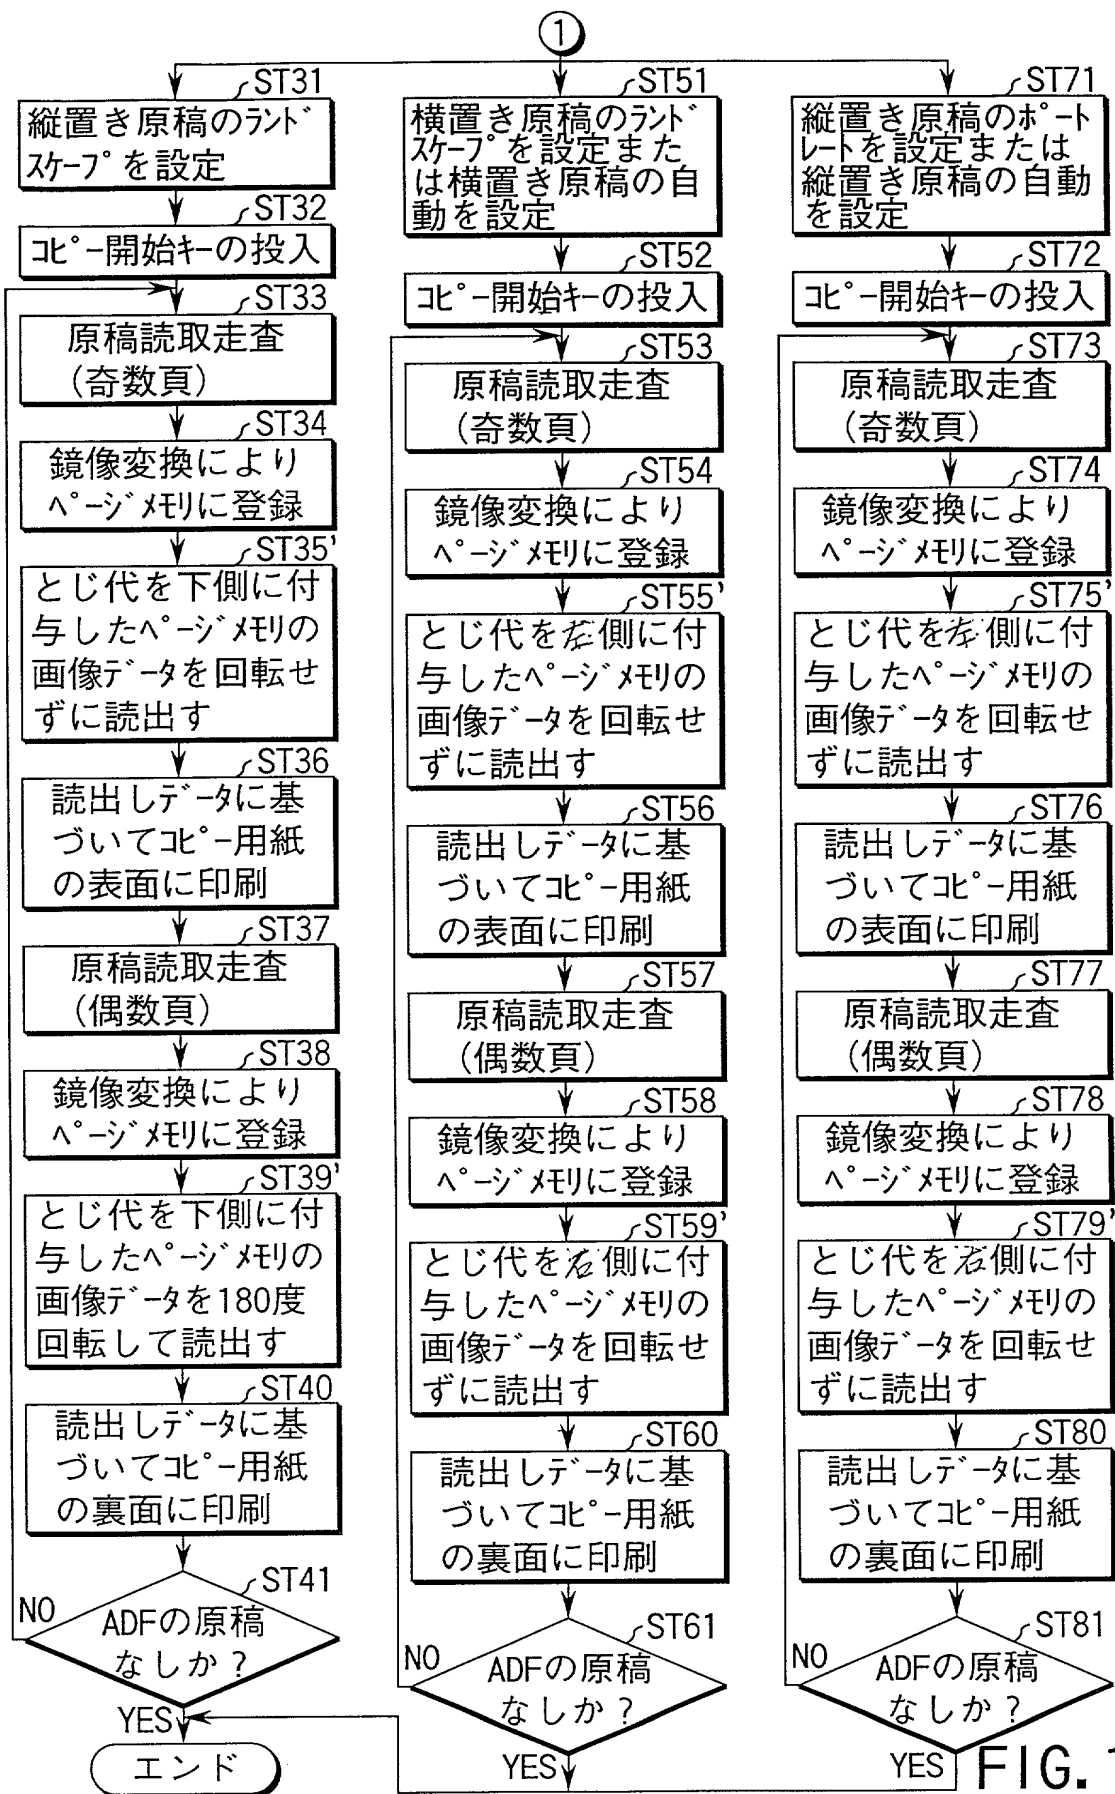 1
ST31
縦置き原稿のランド
スケープを設定
ST32
コピー開始キーの投入
ST33
原稿読取走査
(奇数頁)
ST34
鏡像変換により
ページメモリに登録
ST35'
とじ代を下側に付
与したページメモリの
画像データを回転せ
ずに読出す
ST36
読出しデータに基
づいてコピー用紙
の表面に印刷
ST37
原稿読取走査
(偶数頁)
ST38
鏡像変換により
ページメモリに登録
ST39'
とじ代を下側に付
与したページメモリの
画像データを180度
回転して読出す
ST40
読出しデータに基
づいてコピー用紙
の裏面に印刷
ST41
ADFの原稿
なしか?
NO
YES
エンド
ST51
横置き原稿のランド
スケープを設定また
は横置き原稿の自
動を設定
ST52
コピー開始キーの投入
ST53
原稿読取走査
(奇数頁)
ST54
鏡像変換により
ページメモリに登録
ST55'
とじ代を左側に付
与したページメモリの
画像データを回転せ
ずに読出す
ST56
読出しデータに基
づいてコピー用紙
の表面に印刷
ST57
原稿読取走査
(偶数頁)
ST58
鏡像変換により
ページメモリに登録
ST59'
とじ代を右側に付
与したページメモリの
画像データを回転せ
ずに読出す
ST60
読出しデータに基
づいてコピー用紙
の裏面に印刷
ST61
ADFの原稿
なしか?
NO
YES
ST71
縦置き原稿のポート
レートを設定または
縦置き原稿の自動
を設定
ST72
コピー開始キーの投入
ST73
原稿読取走査
(奇数頁)
ST74
鏡像変換により
ページメモリに登録
ST75'
とじ代を左側に付
与したページメモリの
画像データを回転せ
ずに読出す
ST76
読出しデータに基
づいてコピー用紙
の表面に印刷
ST77
原稿読取走査
(偶数頁)
ST78
鏡像変換により
ページメモリに登録
ST79'
とじ代を右側に付
与したページメモリの
画像データを回転せ
ずに読出す
ST80
読出しデータに基
づいてコピー用紙
の裏面に印刷
ST81
ADFの原稿
なしか?
NO
YES
FIG.